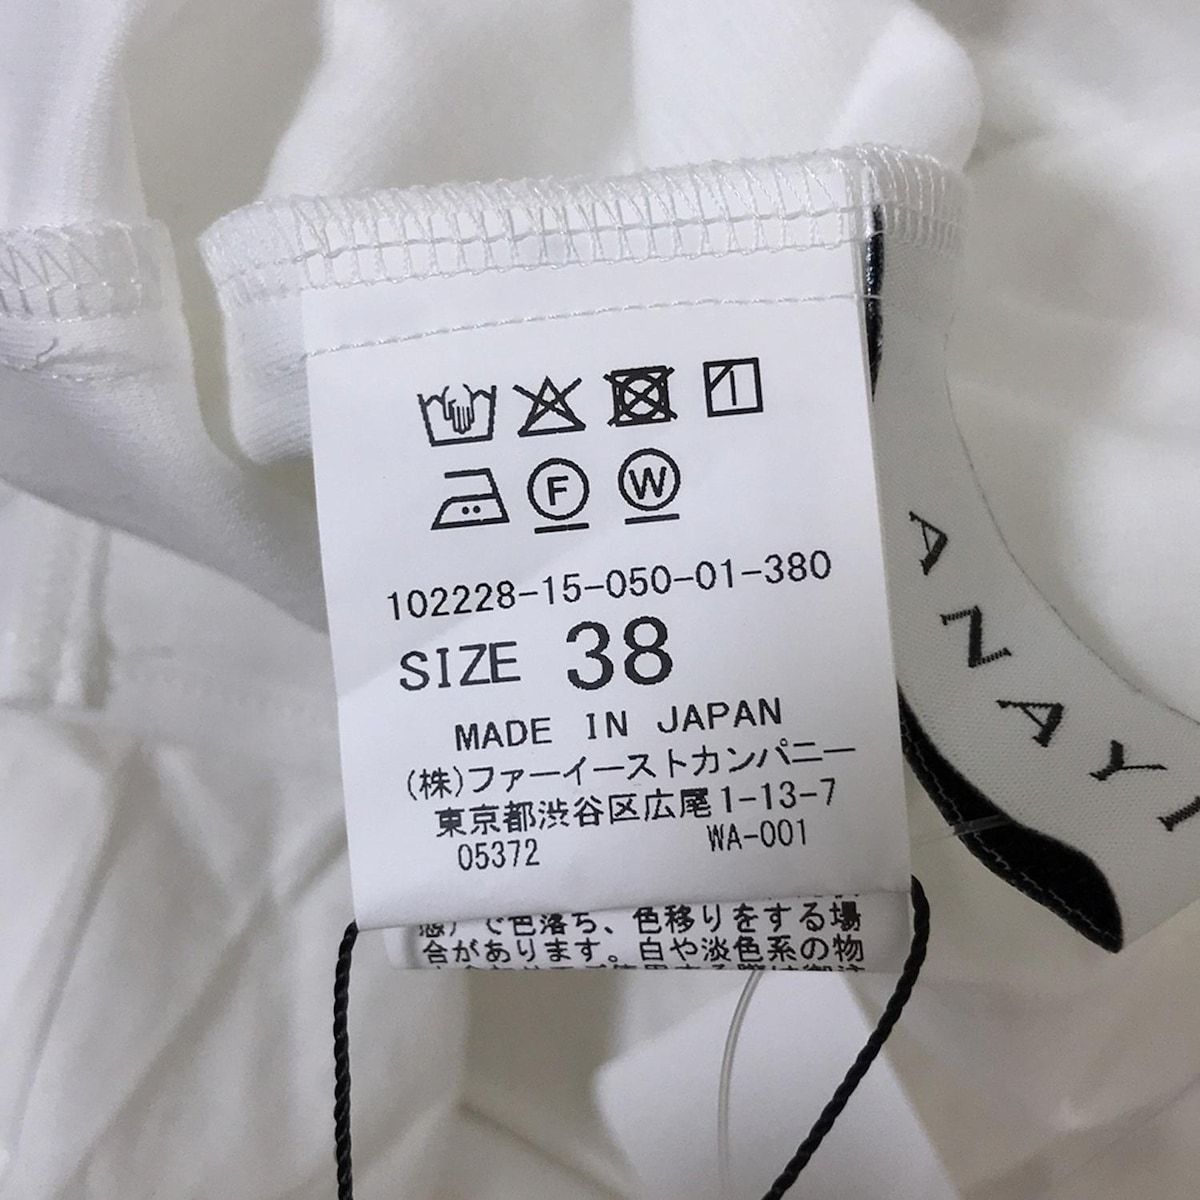 F W
102228-15-050-01-380
SIZE 38
MADE IN JAPAN
(株)ファーイーストカンパニー
東京都渋谷区広尾1-13-7
05372 WA-001
感)で色落ち、色移りをする場
合があります。白や淡色系の物
ANAYI